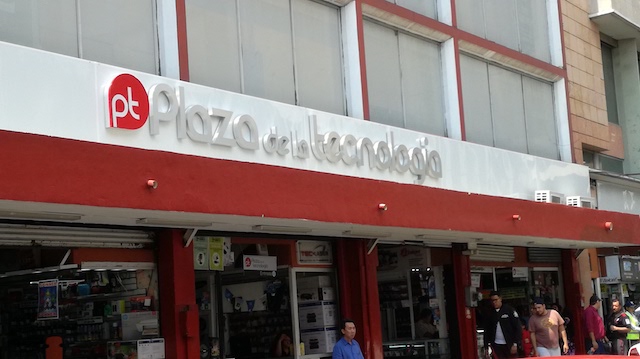 pt Plaza de la tecnología